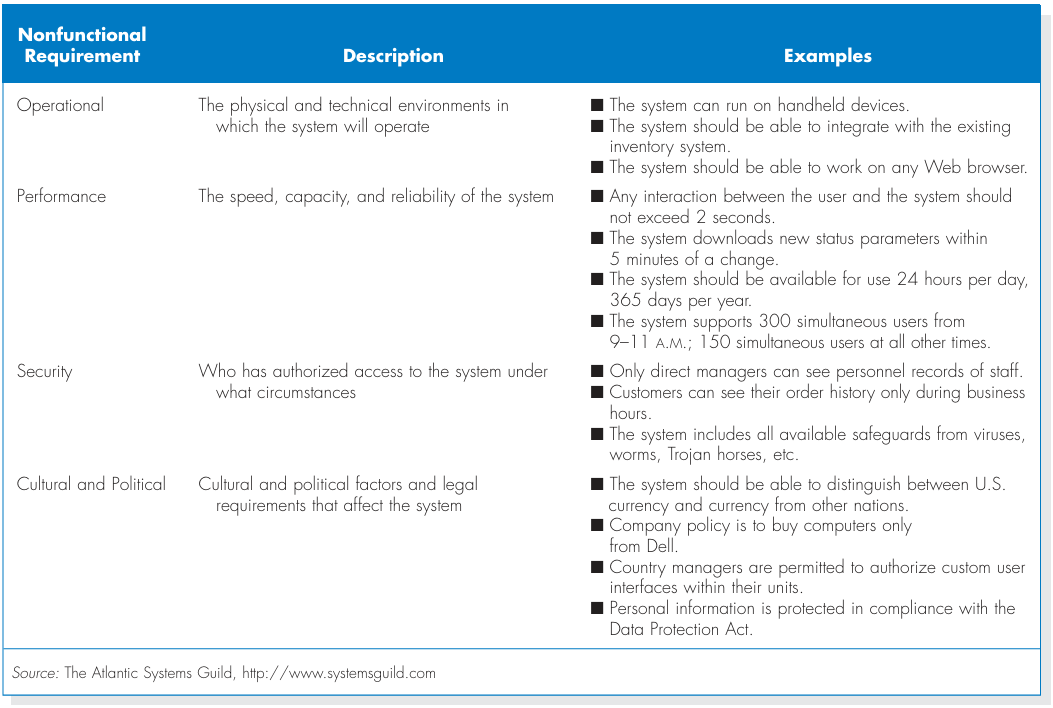 Nonfunctional
Requirement
Description
Examples
Operational
The physical and technical environments in
which the system will operate
■ The system can run on handheld devices.
■ The system should be able to integrate with the existing
inventory system.
■ The system should be able to work on any Web browser.
Performance
The speed, capacity, and reliability of the system
■ Any interaction between the user and the system should
not exceed 2 seconds.
■ The system downloads new status parameters within
5 minutes of a change.
■ The system should be available for use 24 hours per day,
365 days per year.
■ The system supports 300 simultaneous users from
9–11 A.M.; 150 simultaneous users at all other times.
Security
Who has authorized access to the system under
what circumstances
■ Only direct managers can see personnel records of staff.
■ Customers can see their order history only during business
hours.
■ The system includes all available safeguards from viruses,
worms, Trojan horses, etc.
Cultural and Political
Cultural and political factors and legal
requirements that affect the system
■ The system should be able to distinguish between U.S.
currency and currency from other nations.
■ Company policy is to buy computers only
from Dell.
■ Country managers are permitted to authorize custom user
interfaces within their units.
■ Personal information is protected in compliance with the
Data Protection Act.
Source: The Atlantic Systems Guild, http://www.systemsguild.com